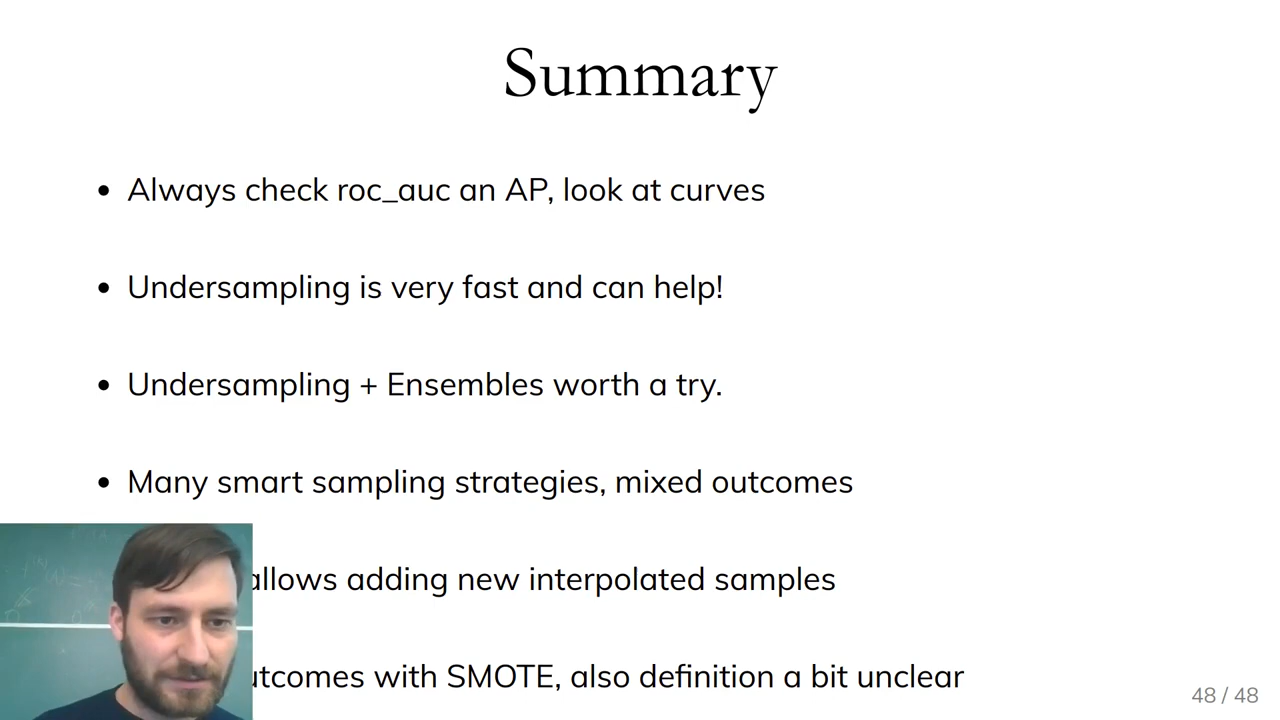 Summary
Always check roc_auc an AP, look at curves
Undersampling is very fast and can help!
Undersampling + Ensembles worth a try.
Many smart sampling strategies, mixed outcomes
allows adding new interpolated samples
with SMOTE, also definition a bit unclear
48 / 48